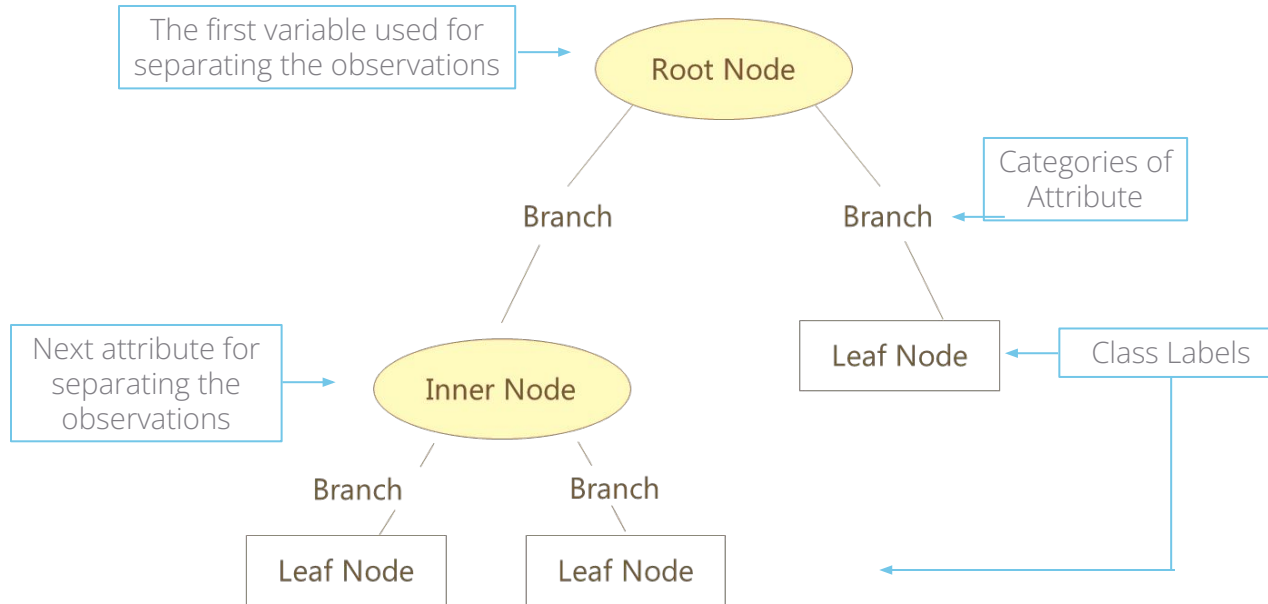 The first variable used for
separating the observations
Root Node
Categories of
Attribute
Branch
Branch
Next attribute for
separating the
observations
Inner Node
Leaf Node
Class Labels
Branch
Branch
Leaf Node
Leaf Node